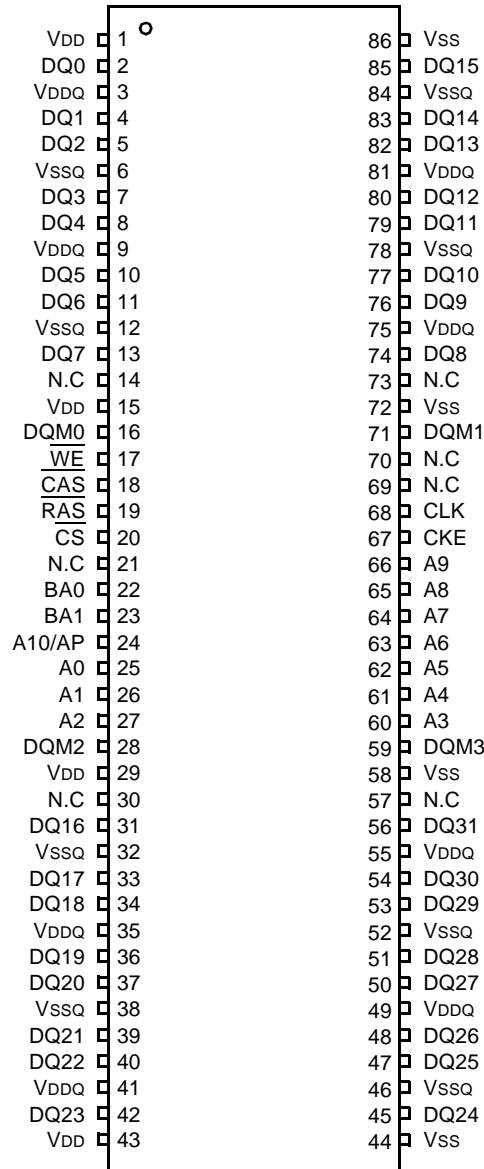 VDD 1 86 VSS
DQ0 2 85 DQ15
VDDQ 3 84 VSSQ
DQ1 4 83 DQ14
DQ2 5 82 DQ13
VSSQ 6 81 VDDQ
DQ3 7 80 DQ12
DQ4 8 79 DQ11
VDDQ 9 78 VSSQ
DQ5 10 77 DQ10
DQ6 11 76 DQ9
VSSQ 12 75 VDDQ
DQ7 13 74 DQ8
N.C 14 73 N.C
VDD 15 72 VSS
DQM0 16 71 DQM1
WE 17 70 N.C
CAS 18 69 N.C
RAS 19 68 CLK
CS 20 67 CKE
N.C 21 66 A9
BA0 22 65 A8
BA1 23 64 A7
A10/AP 24 63 A6
A0 25 62 A5
A1 26 61 A4
A2 27 60 A3
DQM2 28 59 DQM3
VDD 29 58 VSS
N.C 30 57 N.C
DQ16 31 56 DQ31
VSSQ 32 55 VDDQ
DQ17 33 54 DQ30
DQ18 34 53 DQ29
VDDQ 35 52 VSSQ
DQ19 36 51 DQ28
DQ20 37 50 DQ27
VSSQ 38 49 VDDQ
DQ21 39 48 DQ26
DQ22 40 47 DQ25
VDDQ 41 46 VSSQ
DQ23 42 45 DQ24
VDD 43 44 VSS